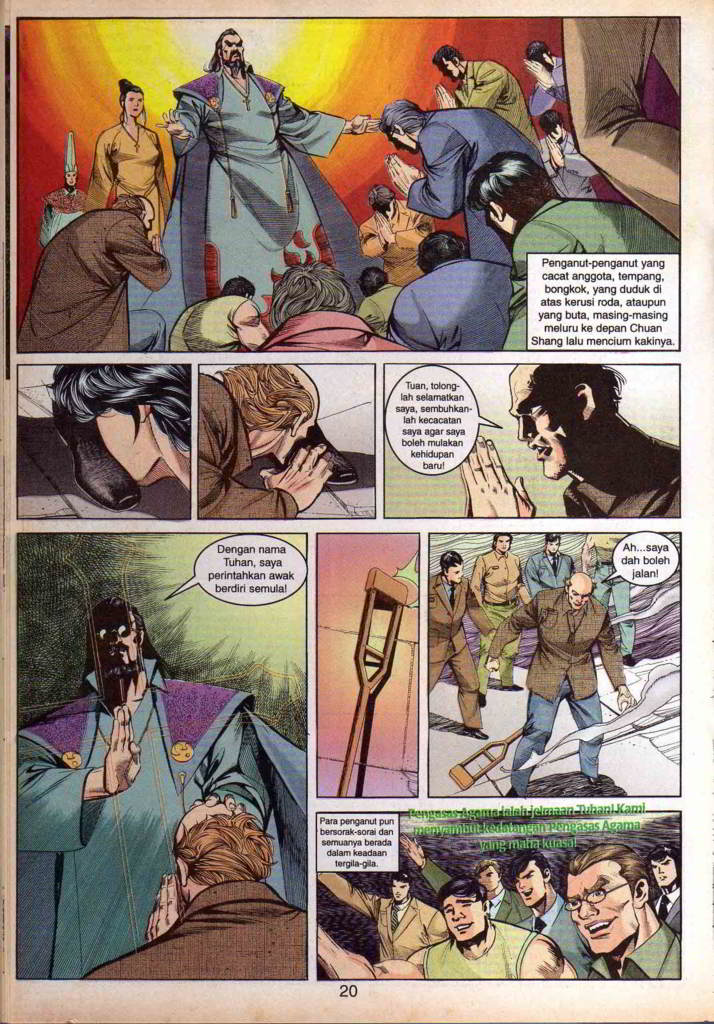 Penganut-penganut yang
cacat anggota, tempang,
bongkok, yang duduk di
atas kerusi roda, ataupun
yang buta, masing-masing
meluru ke depan Chuan
Shang lalu mencium kakinya.
Tuan, tolong-
lah selamatkan
saya, sembuhkan-
lah kecacatan
saya agar saya
boleh mulakan
kehidupan
baru!
Dengan nama
Tuhan, saya
perintahkan awak
berdiri semula!
Ah...saya
dah boleh
jalan!
Para penganut pun
bersorak-sorai dan
semuanya berada
dalam keadaan
tergila-gila.
Pengasas Agama ialah jelmaan Tuhan! Kami
menyambut kedatangan Pengasas Agama
yang maha kuasa!
20